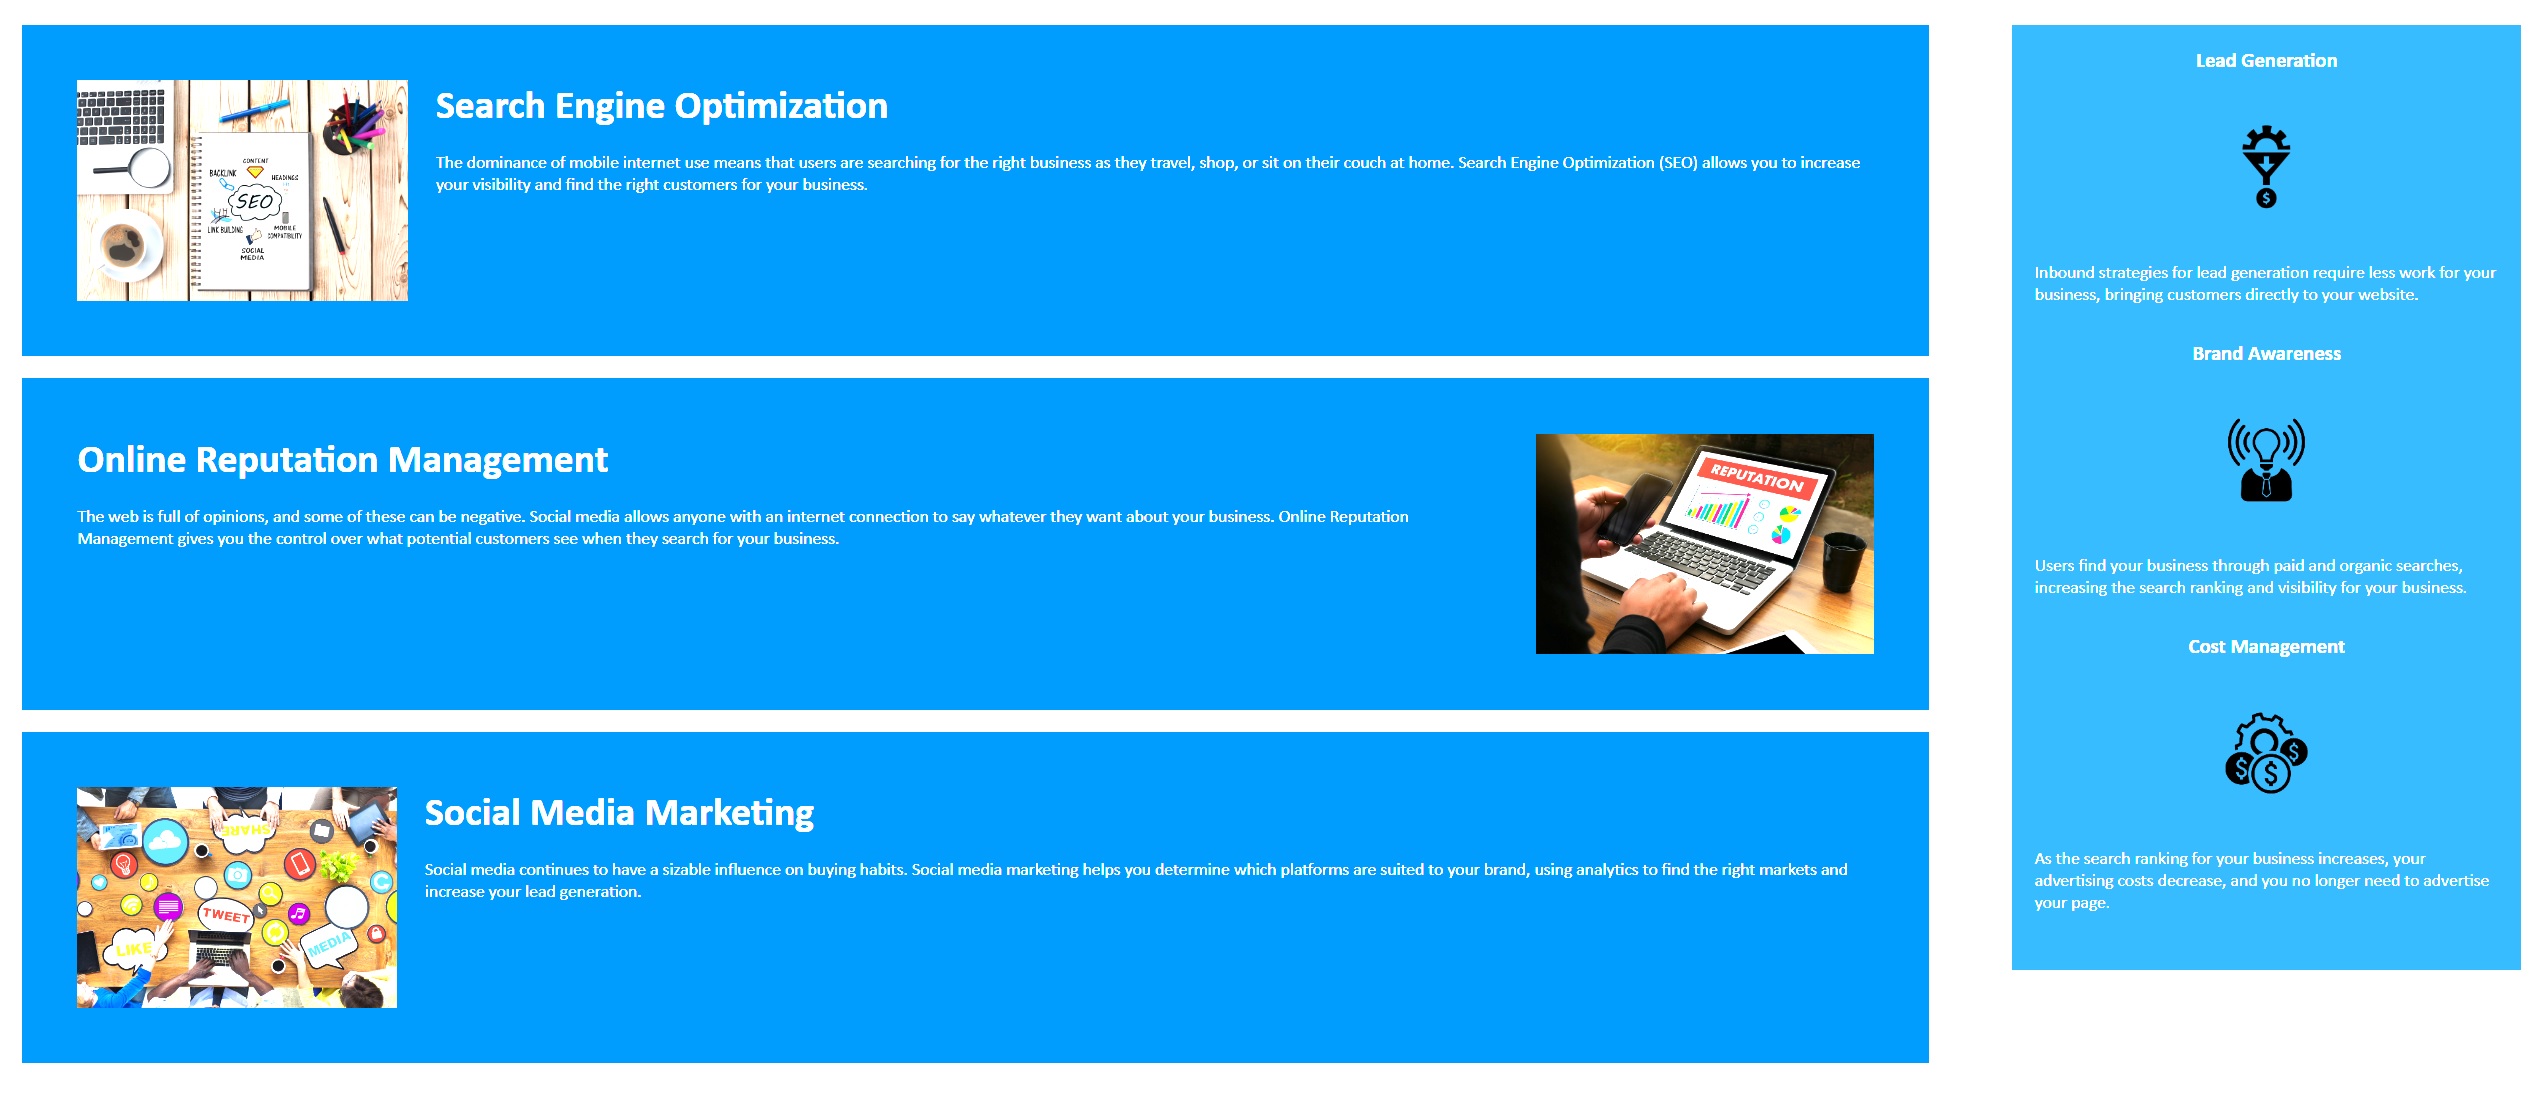 Search Engine Optimization
The dominance of mobile internet use means that users are searching for the right business as they travel, shop, or sit on their couch at home. Search Engine Optimization (SEO) allows you to increase
your visibility and find the right customers for your business.
CONTENT
BACKLINK
HEADINGS
SEO
LINK BUILDING
MOBILE
COMPATIBILITY
SOCIAL
MEDIA
Online Reputation Management
The web is full of opinions, and some of these can be negative. Social media allows anyone with an internet connection to say whatever they want about your business. Online Reputation
Management gives you the control over what potential customers see when they search for your business.
REPUTATION
Social Media Marketing
Social media continues to have a sizable influence on buying habits. Social media marketing helps you determine which platforms are suited to your brand, using analytics to find the right markets and
increase your lead generation.
SHARE
TWEET
LIKE
MEDIA
Lead Generation
$
Inbound strategies for lead generation require less work for your
business, bringing customers directly to your website.
Brand Awareness
Users find your business through paid and organic searches,
increasing the search ranking and visibility for your business.
Cost Management
$
$ $
As the search ranking for your business increases, your
advertising costs decrease, and you no longer need to advertise
your page.